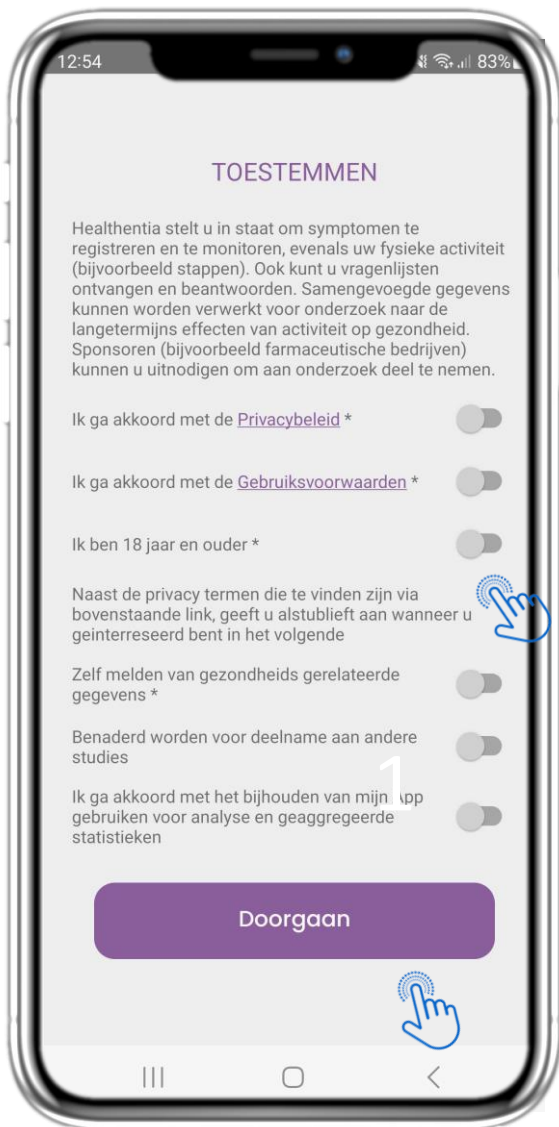 12:54
83%
TOESTEMMEN
Healthentia stelt u in staat om symptomen te
registreren en te monitoren, evenals uw fysieke activiteit
(bijvoorbeeld stappen). Ook kunt u vragenlijsten
ontvangen en beantwoorden. Samengevoegde gegevens
kunnen worden verwerkt voor onderzoek naar de
langetermijns effecten van activiteit op gezondheid.
Sponsoren (bijvoorbeeld farmaceutische bedrijven)
kunnen u uitnodigen om aan onderzoek deel te nemen.
Ik ga akkoord met de Privacybeleid *
Ik ga akkoord met de Gebruiksvoorwaarden *
Ik ben 18 jaar en ouder *
Naast de privacy termen die te vinden zijn via
bovenstaande link, geeft u alstublieft aan wanneer u
geinterreseerd bent in het volgende
Zelf melden van gezondheids gerelateerde
gegevens *
Benaderd worden voor deelname aan andere
studies
1
Ik ga akkoord met het bijhouden van mijn App
gebruiken voor analyse en geaggregeerde
statistieken
Doorgaan